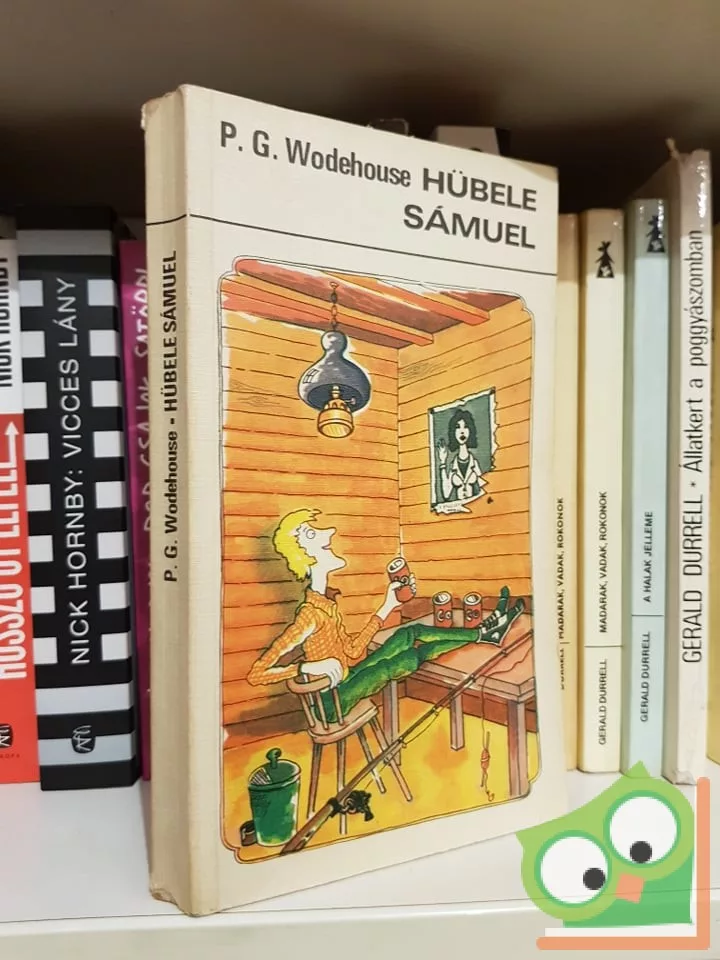 P. G. Wodehouse HÜBELE
SÁMUEL
P. G. Wodehouse • HÜBELE SÁMUEL
NICK HORNBY: VICCES LÁNY
MADARAK, VADAK, ROKONOK
GERALD DURRELL MADARAK, VADAK, ROKONOK
GERALD DURRELL A HALAK JELLEME
GERALD DURRELL • Állatkert a poggyászomban